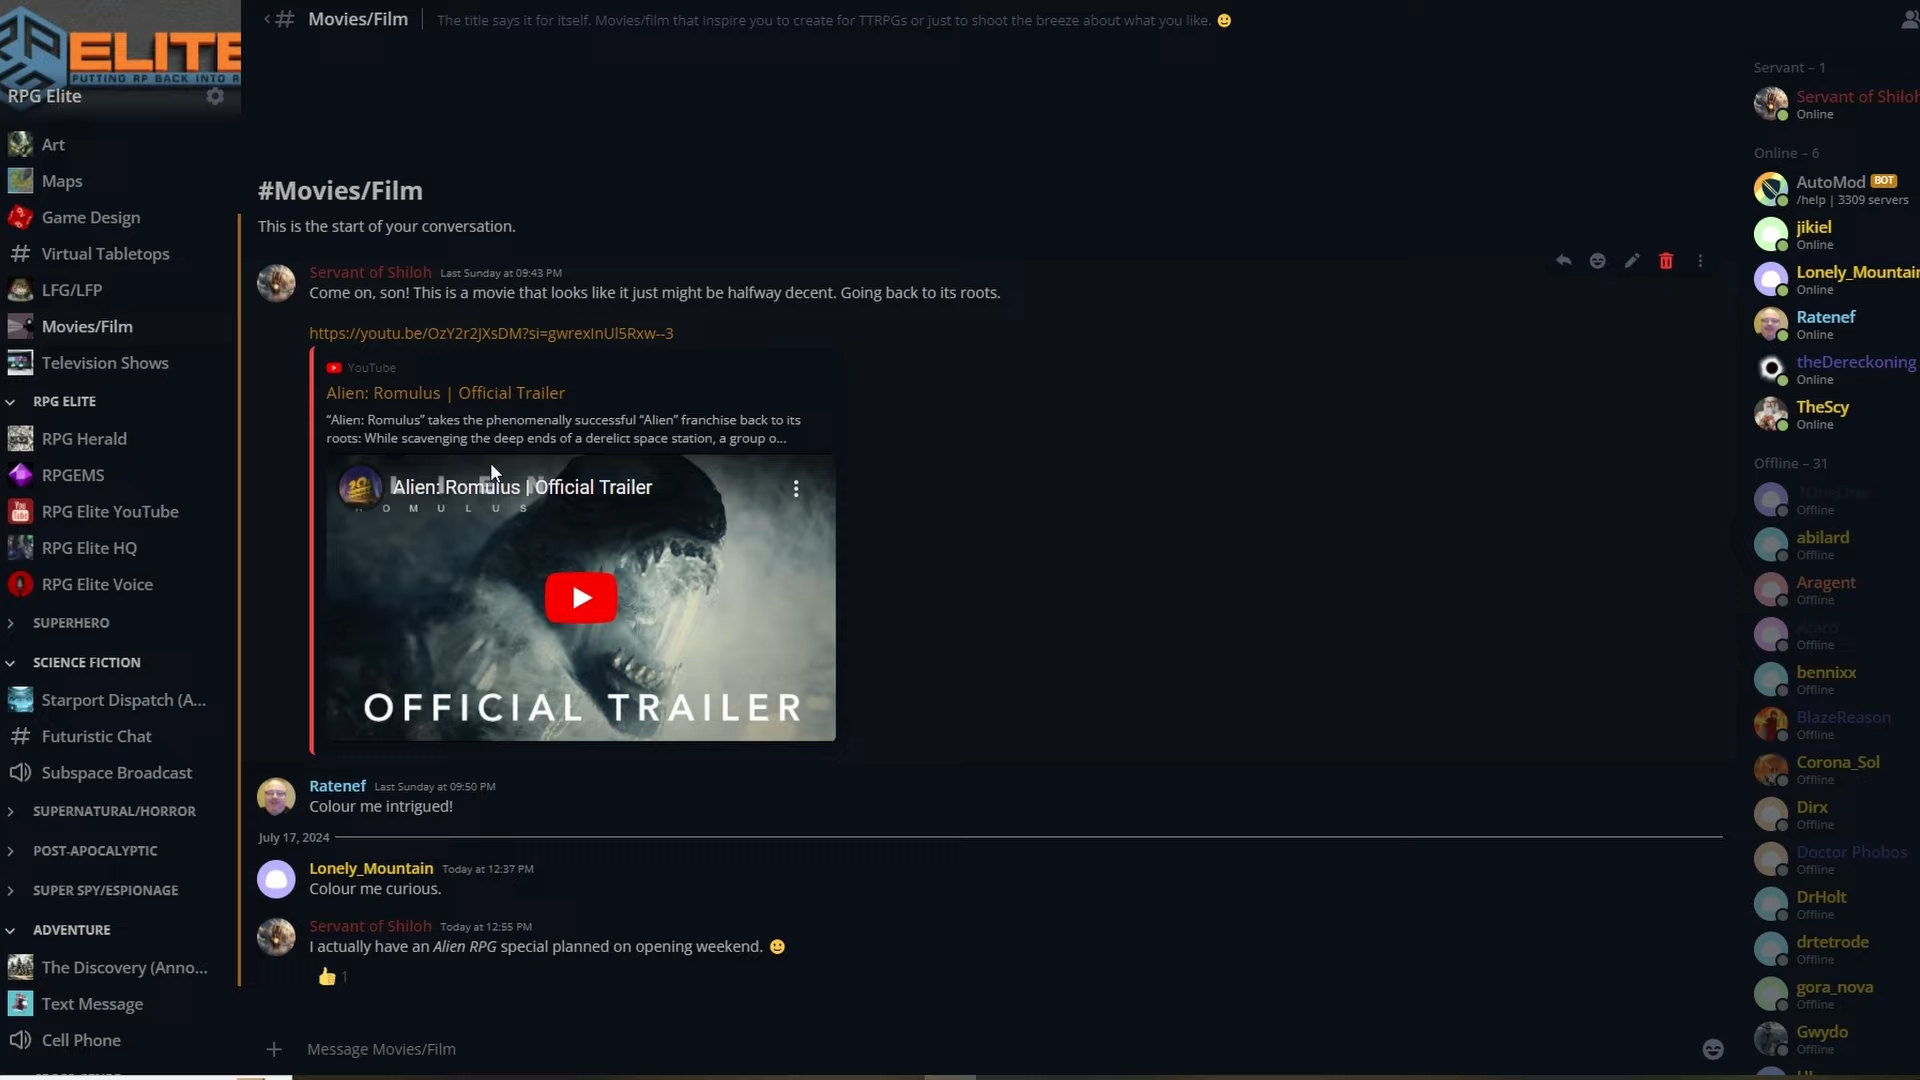 ELITE
PUTTING RP BACK INTO R
RPG Elite
Art
Maps
Game Design
Virtual Tabletops
LFG/LFP
Movies/Film
Television Shows
RPG ELITE
RPG Herald
RPGEMS
RPG Elite YouTube
RPG Elite HQ
RPG Elite Voice
SUPERHERO
SCIENCE FICTION
Starport Dispatch (A...
Futuristic Chat
Subspace Broadcast
SUPERNATURAL/HORROR
POST-APOCALYPTIC
SUPER SPY/ESPIONAGE
ADVENTURE
The Discovery (Anno...
Text Message
Cell Phone
# Movies/Film
The title says it for itself. Movies/film that inspire you to create for TTRPGs or just to shoot the breeze about what you like. 🙂
#Movies/Film
This is the start of your conversation.
Servant of Shiloh Last Sunday at 09:43 PM
Come on, son! This is a movie that looks like it just might be halfway decent. Going back to its roots.
https://youtu.be/OzY2r2JXsDM?si=gwrexInUl5Rxw--3
YouTube
Alien: Romulus | Official Trailer
“Alien: Romulus” takes the phenomenally successful “Alien” franchise back to its
roots: While scavenging the deep ends of a derelict space station, a group o...
Alien: Romulus | Official Trailer
R O M U L U S
OFFICIAL TRAILER
Ratenef Last Sunday at 09:50 PM
Colour me intrigued!
July 17, 2024
Lonely_Mountain Today at 12:37 PM
Colour me curious.
Servant of Shiloh Today at 12:55 PM
I actually have an Alien RPG special planned on opening weekend. 🙂
👍 1
Message Movies/Film
Servant – 1
Servant of Shiloh
Online
Online – 6
AutoMod BOT
/help | 3309 servers
jikiel
Online
Lonely_Mountain
Online
Ratenef
Online
theDereckoning
Online
TheScy
Online
Offline – 31
Offline
abilard
Offline
Aragent
Offline
Offline
bennixx
Offline
BlazeReason
Offline
Corona_Sol
Offline
Dirx
Offline
Doctor Phobos
Offline
DrHolt
Offline
drtetrode
Offline
gora_nova
Offline
Gwydo
Offline